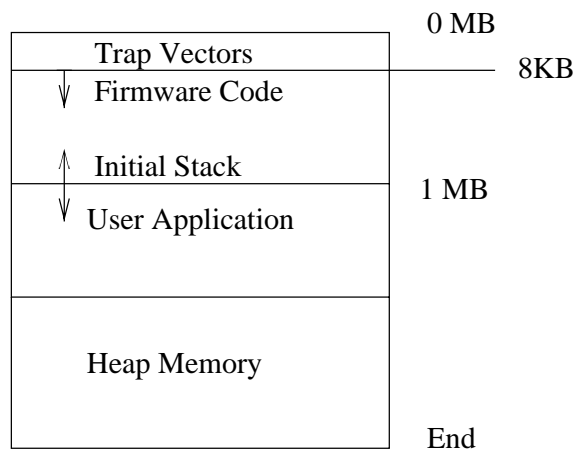 0 MB
Trap Vectors
8KB
Firmware Code
Initial Stack
1 MB
User Application
Heap Memory
End